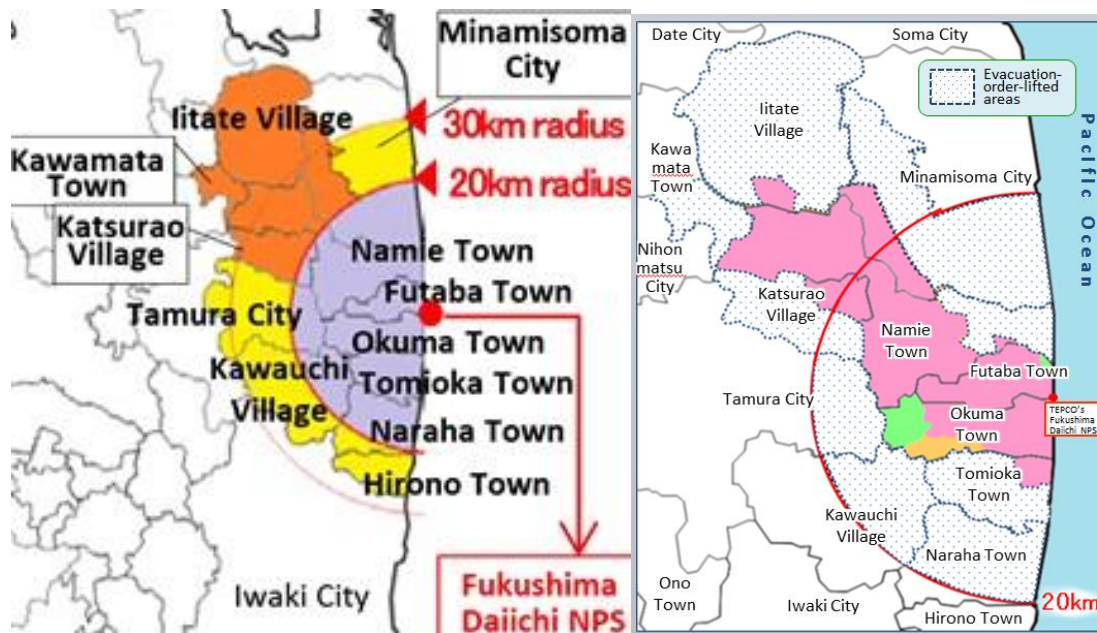 Minamisoma
City
Iitate Village
30km radius
Kawamata
Town
20km radius
Katsurao
Village
Namie Town
Futaba Town
Tamura City
Okuma Town
Kawauchi
Village
Tomioka Town
Naraha Town
Hirono Town
Iwaki City
Fukushima
Daiichi NPS
Date City
Soma City
Evacuation-
order-lifted
areas
Pacific Ocean
Iitate
Village
Kawa
mata
Town
Minamisoma City
Nihon
matsu
City
Katsurao
Village
Namie
Town
Futaba Town
Tamura City
Okuma
Town
TEPCO's
Fukushima
Daiichi NPS
Tomioka
Town
Kawauchi
Village
Naraha Town
Ono
Town
Iwaki City
20km
Hirono Town